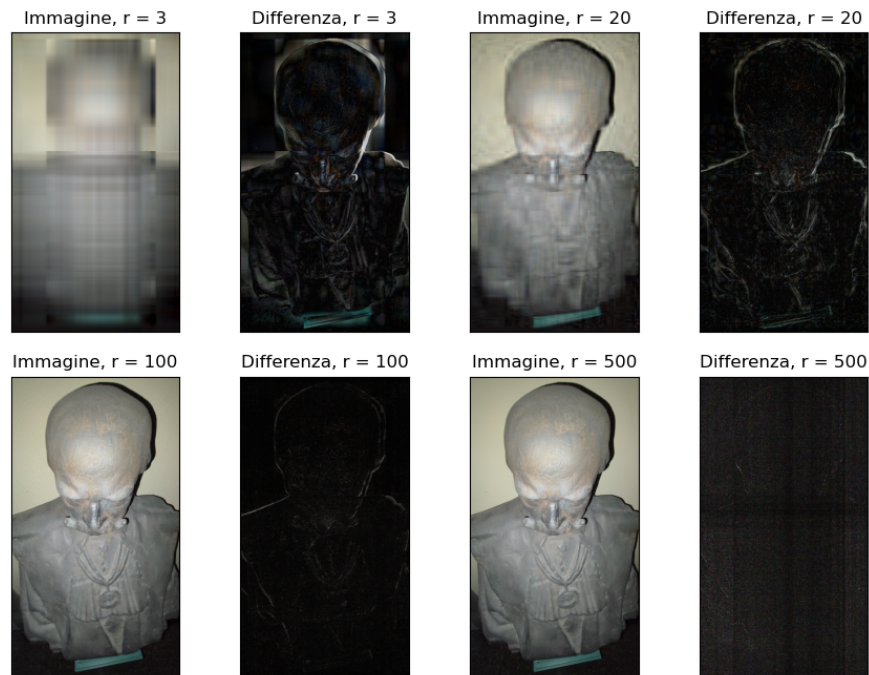 Immagine, r = 3
Differenza, r = 3
Immagine, r = 20
Differenza, r = 20
Immagine, r = 100
Differenza, r = 100
Immagine, r = 500
Differenza, r = 500